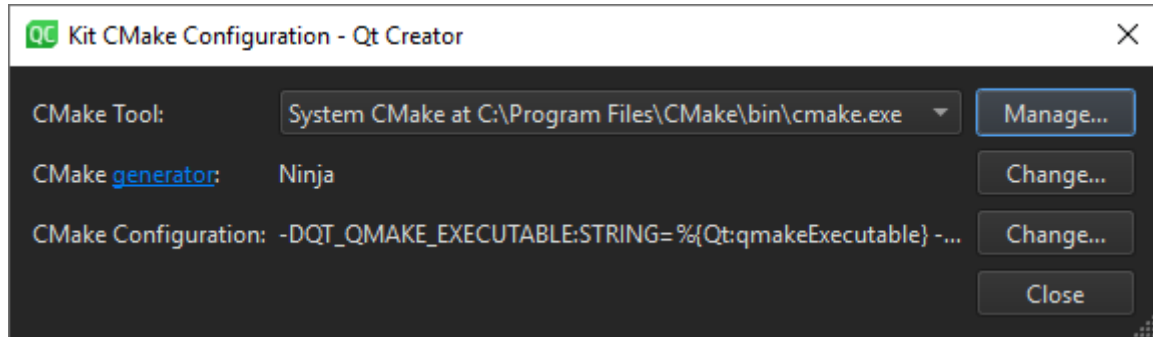 QC Kit CMake Configuration - Qt Creator
CMake Tool: System CMake at C:\Program Files\CMake\bin\cmake.exe Manage...
CMake generator: Ninja Change...
CMake Configuration: -DQT_QMAKE_EXECUTABLE:STRING=%{Qt:qmakeExecutable} -... Change...
Close